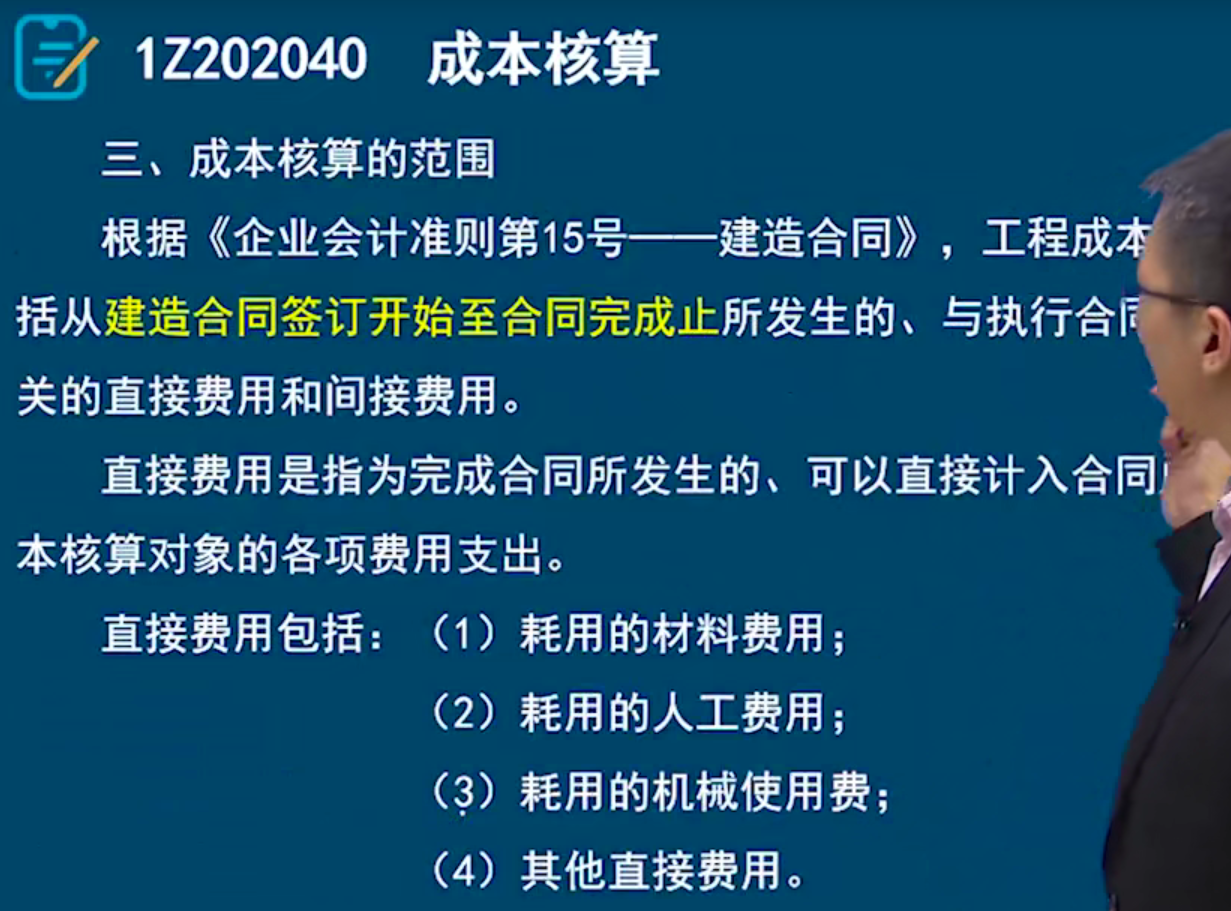 1Z202040 成本核算
三、成本核算的范围
根据《企业会计准则第15号——建造合同》，工程成本
括从建造合同签订开始至合同完成止所发生的、与执行合同
关的直接费用和间接费用。
直接费用是指为完成合同所发生的、可以直接计入合同
本核算对象的各项费用支出。
直接费用包括：（1）耗用的材料费用；
（2）耗用的人工费用；
（3）耗用的机械使用费；
（4）其他直接费用。